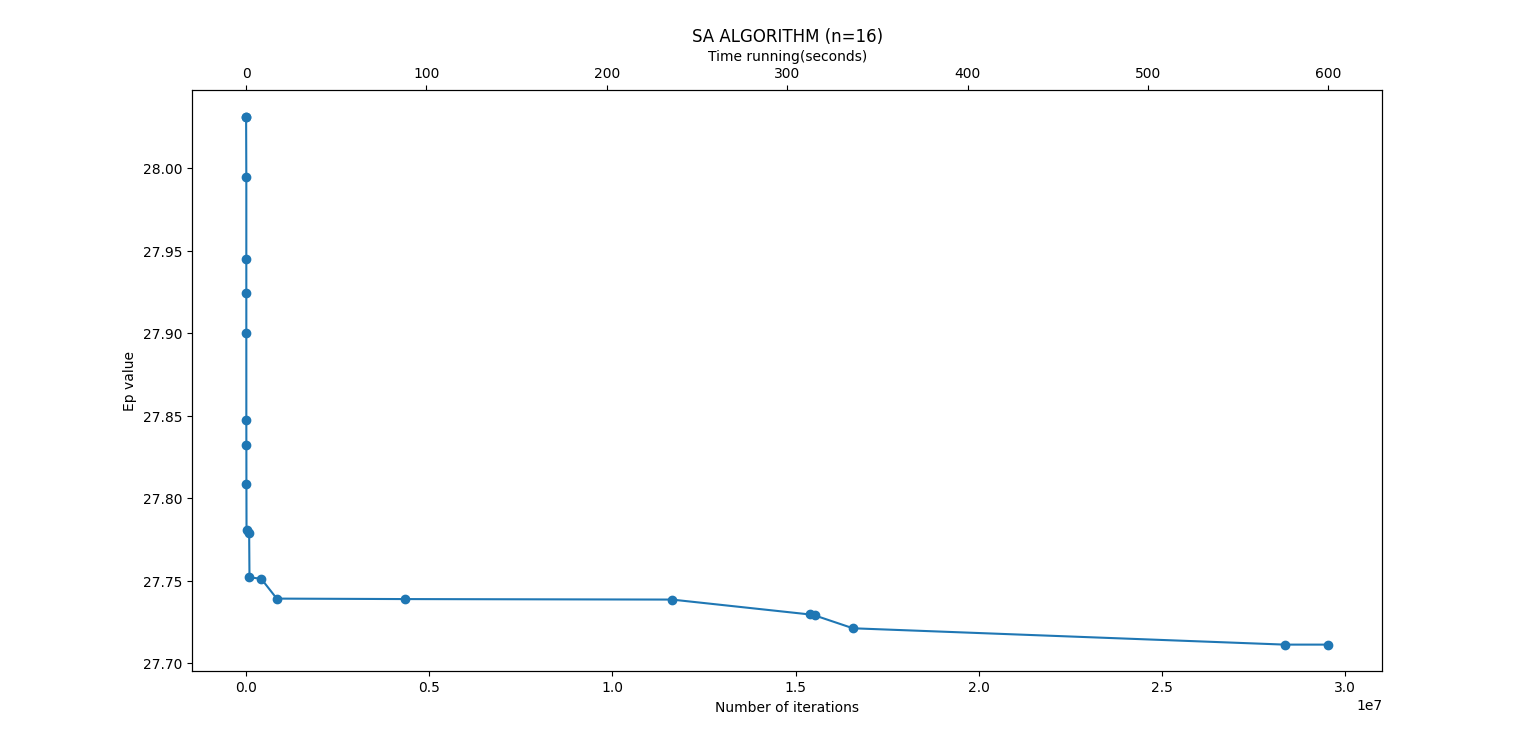 SA ALGORITHM (n=16)
Time running(seconds)
0 100 200 300 400 500 600
28.00
27.95
27.90
27.85
27.80
27.75
27.70
Ep value
0.0 0.5 1.0 1.5 2.0 2.5 3.0
1e7
Number of iterations